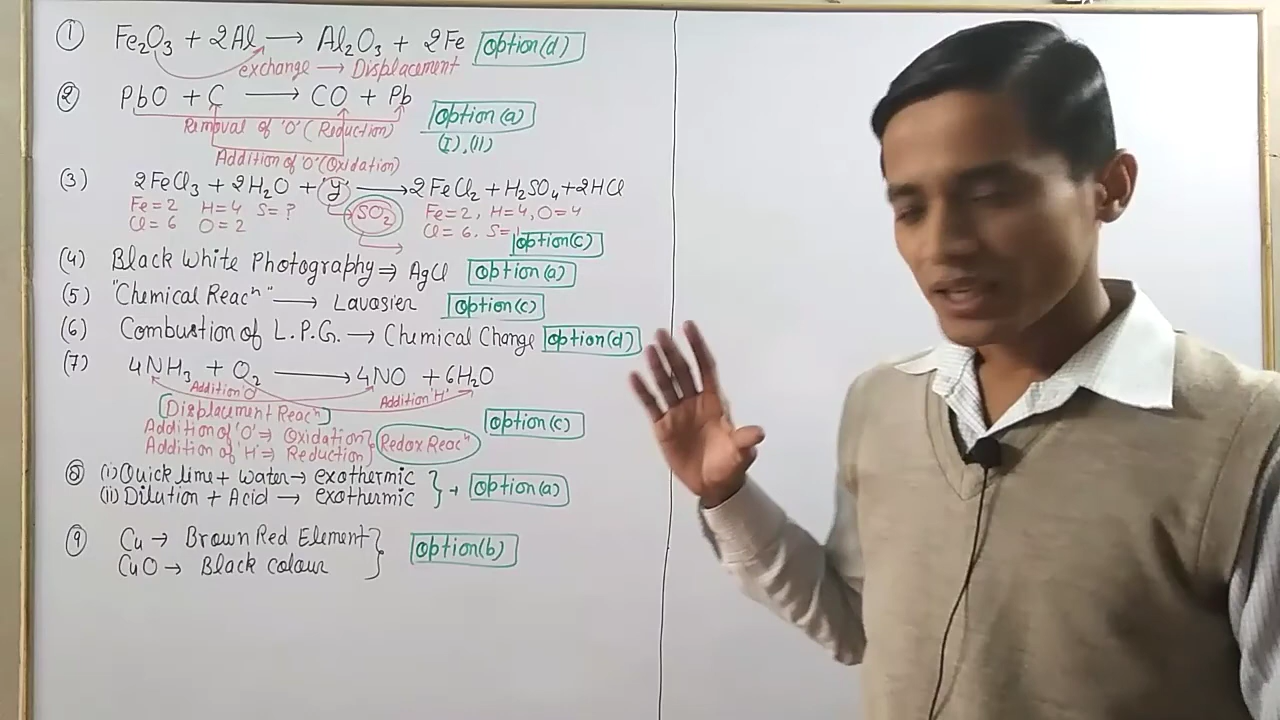 ① Fe₂O₃ + 2Al → Al₂O₃ + 2Fe option(d)
exchange → Displacement
② PbO + C → CO + Pb option(a)
Removal of 'O' (Reduction) (I),(II)
Addition of 'O' (Oxidation)
(3) 2FeCl₃ + 2H₂O + 'y' → 2FeCl₂ + H₂SO₄ + 2HCl
Fe=2 H=4 S=? SO₂ Fe=2, H=4, O=4
Cl=6 O=2 Cl=6, S=
option(c)
(4) Black White Photography ⇒ AgCl option(a)
(5) "Chemical Reacⁿ" → Lavosier option(c)
(6) Combustion of L.P.G. → Chemical Change option(d)
(7) 4NH₃ + O₂ → 4NO + 6H₂O
Addition 'O' Addition 'H'
Displacement Reacⁿ option(c)
Addition of 'O' ⇒ Oxidation } Redox Reacⁿ
Addition of 'H' ⇒ Reduction
⑧ (i) Quick lime + Water → exothermic } → option(a)
(ii) Dilution + Acid → exothermic
⑨ Cu → Brown Red Element } option(b)
CuO → Black colour